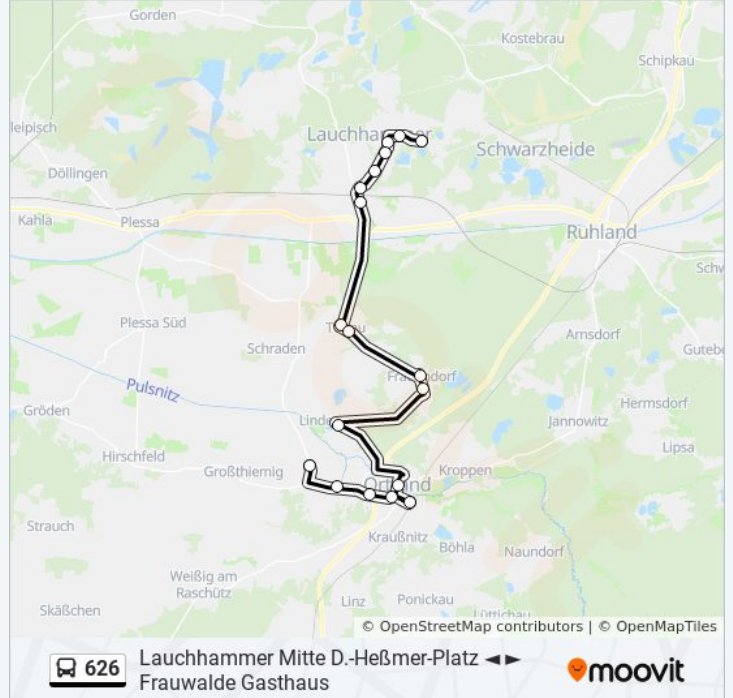 Gorden
Kostebrau
Schipkau
leipisch
Lauchhammer
Schwarzheide
Döllingen
Kahla
Plessa
Ruhland
Schw
Plessa Süd
Arnsdorf
Schraden
Guteb
Frauendorf
Pulsnitz
Gröden
Hermsdorf
Jannowitz
Linde
Lipsa
Hirschfeld
Großthiemig
Kroppen
Ortrand
Strauch
Kraußnitz
Böhla
Naundorf
Weißig am
Raschütz
Skäßchen
Linz
Ponickau
Lüttichau
© OpenStreetMap contributors | © OpenMapTiles
626
Lauchhammer Mitte D.-Heßmer-Platz ◄►
Frauwalde Gasthaus
moovit